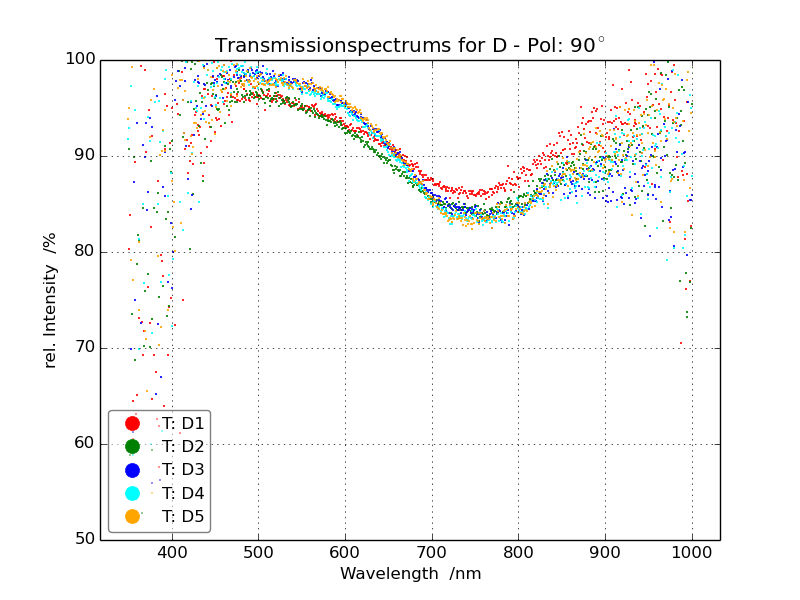 Transmissionspectrums for D - Pol: 90°
100
90
80
70
60
50
rel. Intensity /%
T: D1
T: D2
T: D3
T: D4
T: D5
400 500 600 700 800 900 1000
Wavelength /nm